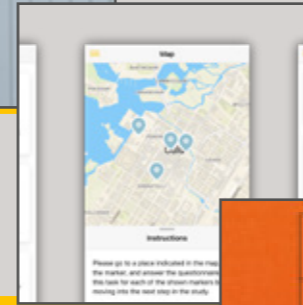 Map
Instructions
Please go to a place indicated in the map
the marker, and answer the questionnaire
this task for each of the shown markers b
moving into the next step in the study.